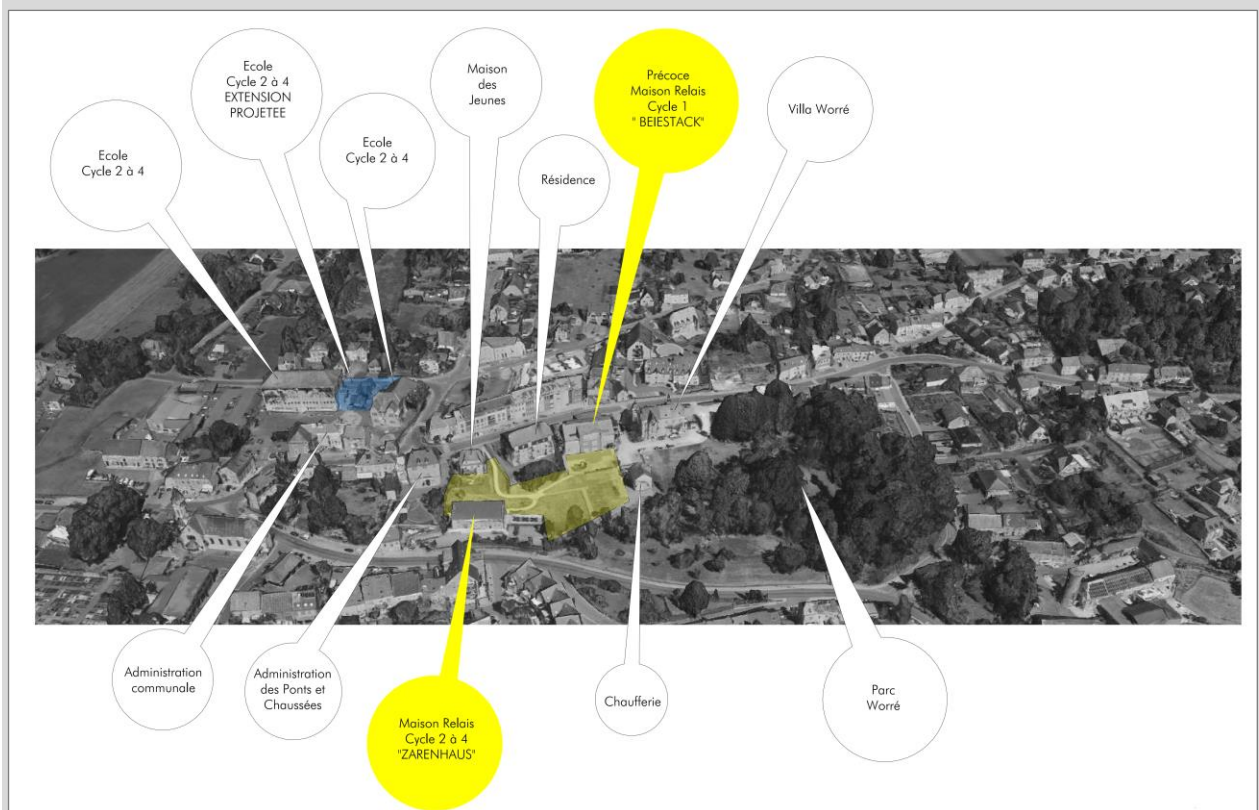 Ecole
Cycle 2 à 4
Ecole
Cycle 2 à 4
EXTENSION
PROJETEE
Ecole
Cycle 2 à 4
Maison
des
Jeunes
Résidence
Précoce
Maison Relais
Cycle 1
" BEIESTACK"
Villa Worré
Administration
communale
Administration
des Ponts et
Chaussées
Maison Relais
Cycle 2 à 4
"ZARENHAUS"
Chaufferie
Parc
Worré